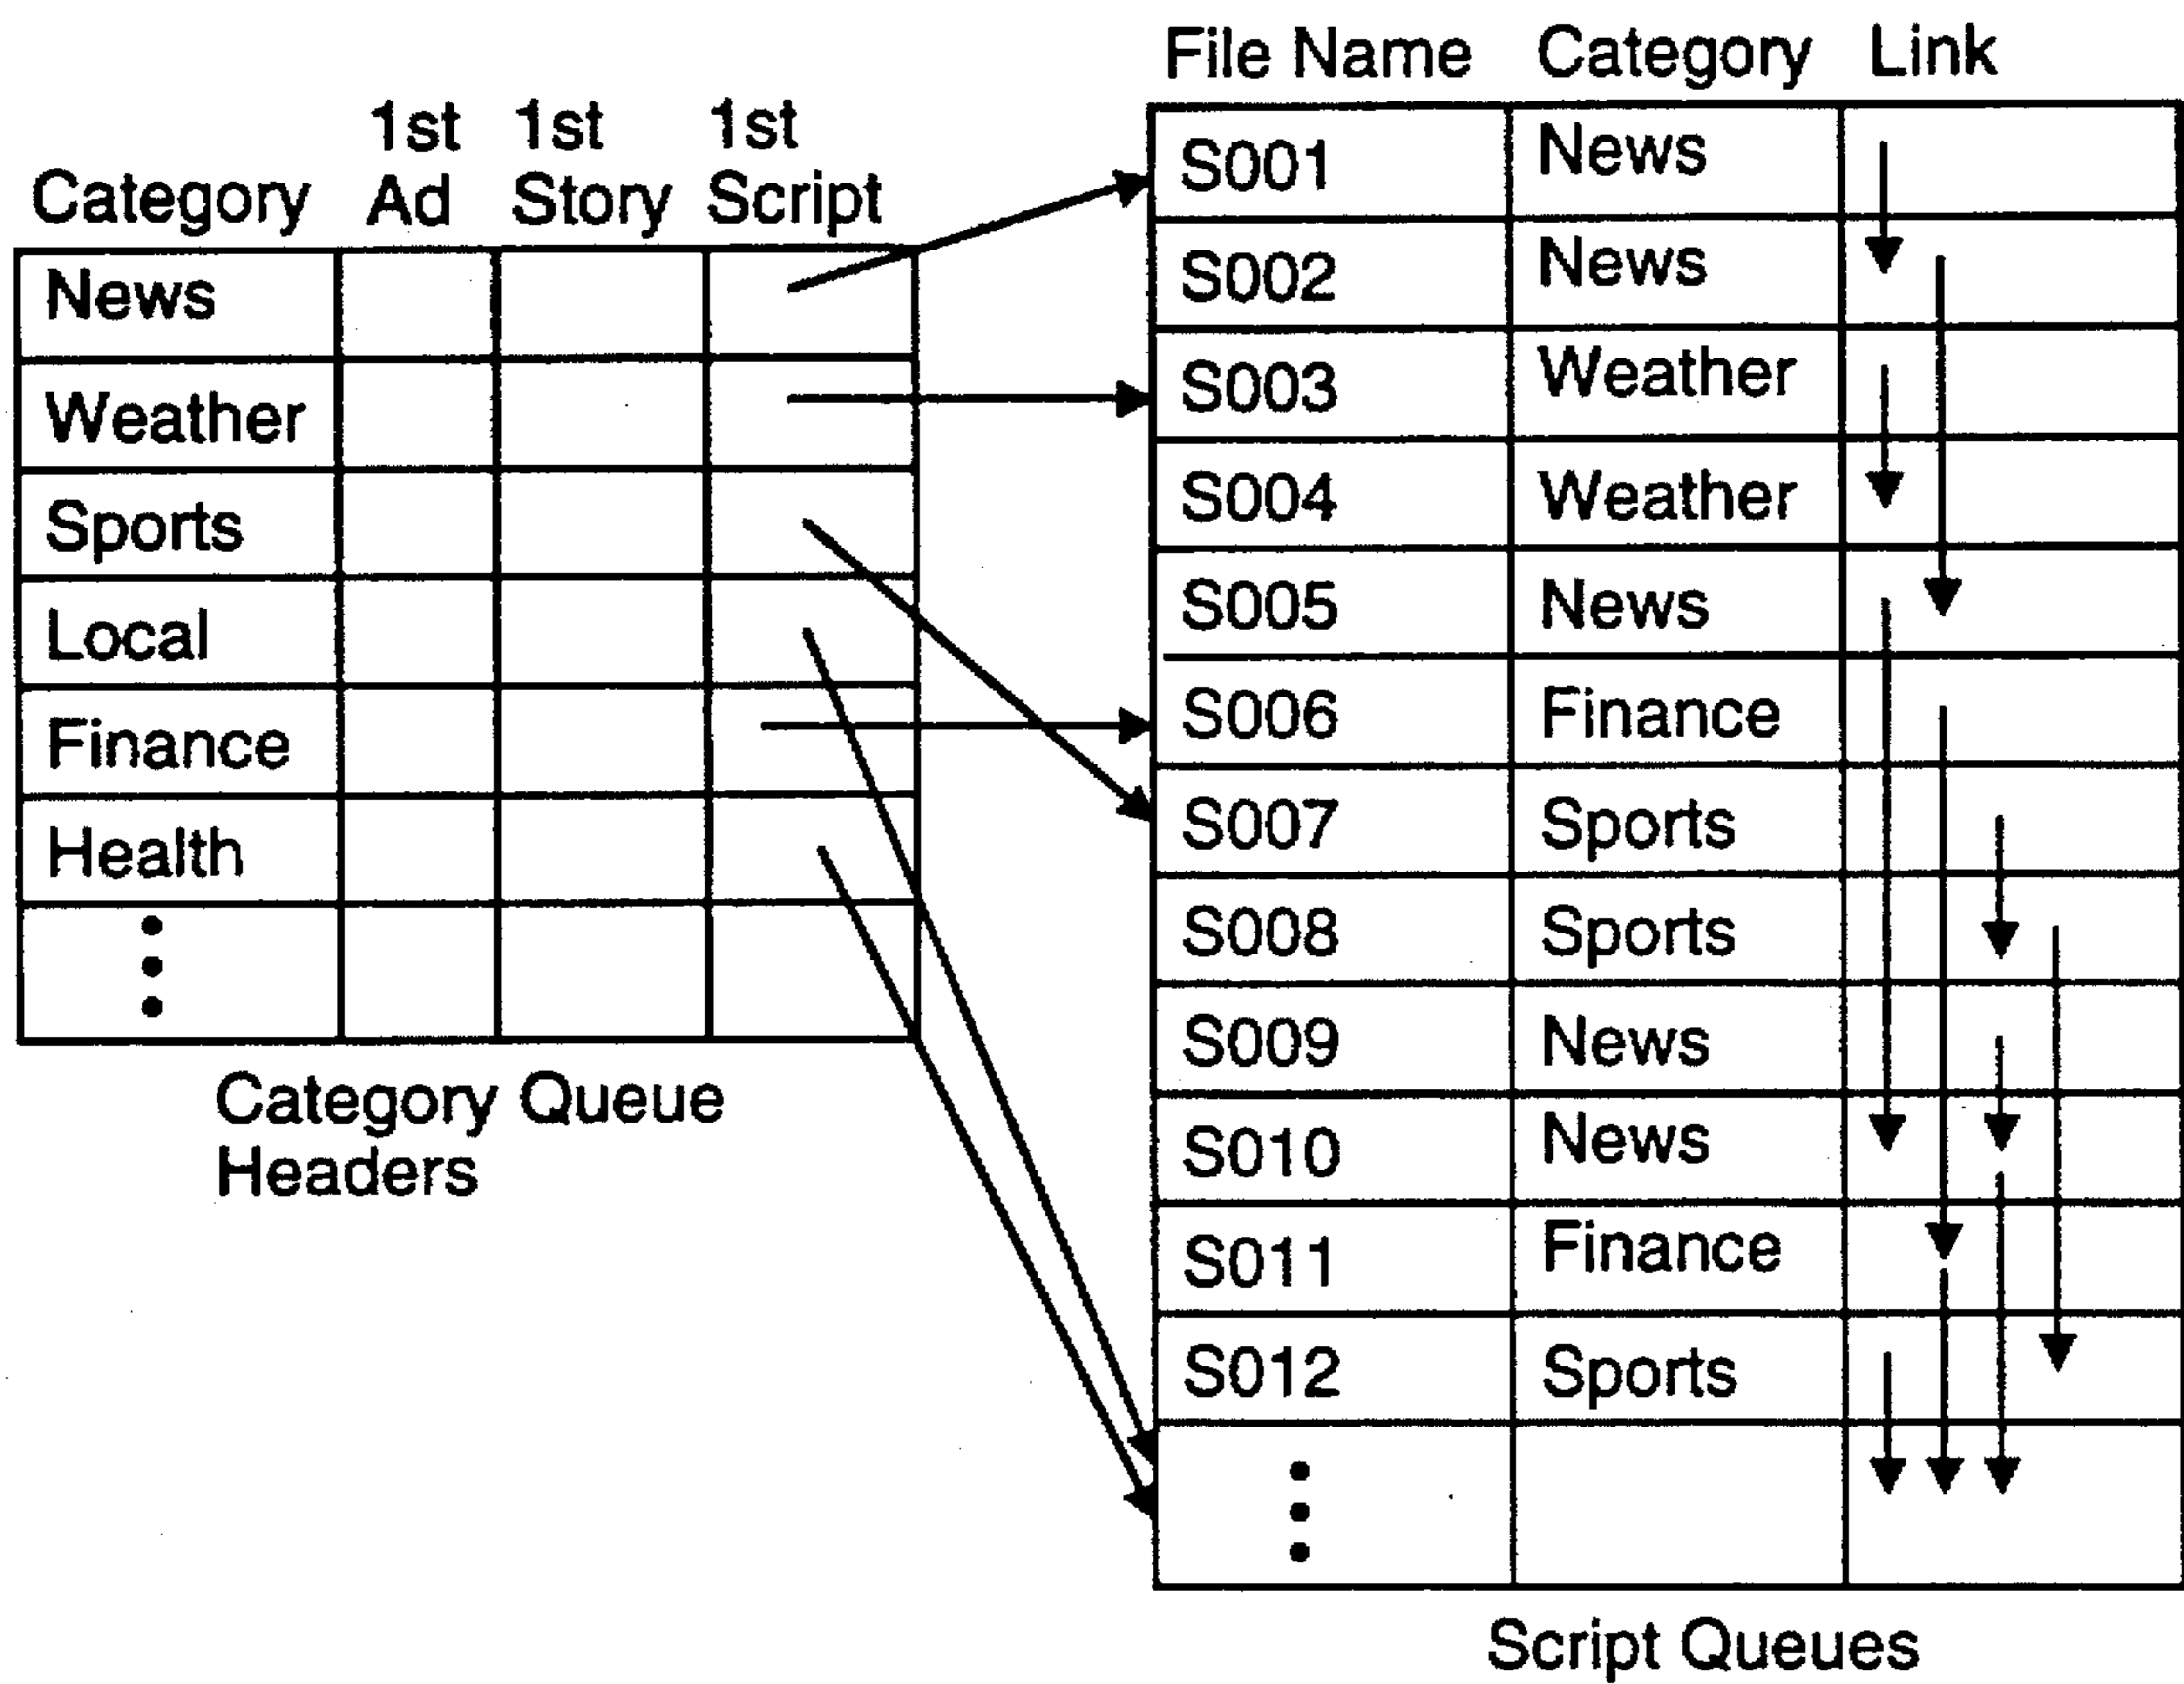 1st 1st 1st
Category Ad Story Script
News
Weather
Sports
Local
Finance
Health
Category Queue
Headers
File Name Category Link
S001 News
S002 News
S003 Weather
S004 Weather
S005 News
S006 Finance
S007 Sports
S008 Sports
S009 News
S010 News
S011 Finance
S012 Sports
Script Queues